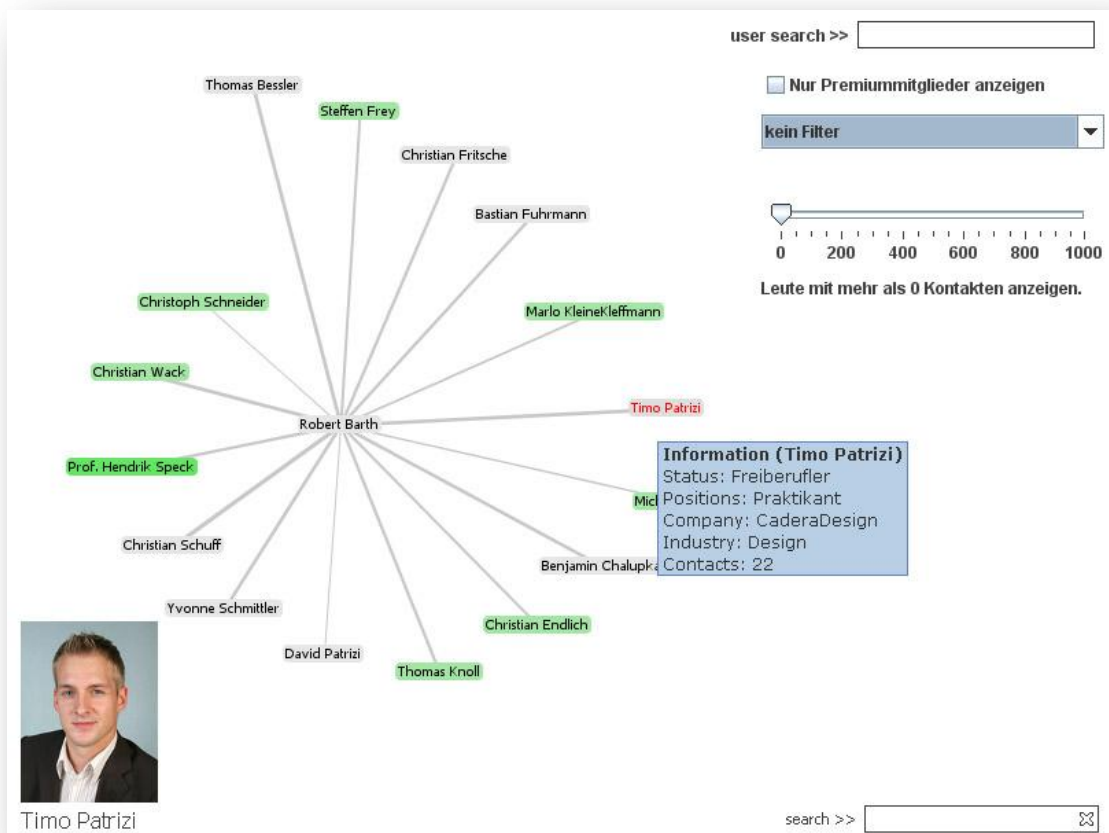 user search >>
Nur Premiummitglieder anzeigen
kein Filter
0 200 400 600 800 1000
Leute mit mehr als 0 Kontakten anzeigen.
Thomas Bessler
Steffen Frey
Christian Fritsche
Bastian Fuhrmann
Christoph Schneider
Marlo KleineKleffmann
Christian Wack
Timo Patrizi
Robert Barth
Prof. Hendrik Speck
Information (Timo Patrizi)
Status: Freiberufler
Positions: Praktikant
Company: CaderaDesign
Industry: Design
Contacts: 22
Christian Schuff
Benjamin Chalupka
Yvonne Schmittler
Christian Endlich
David Patrizi
Thomas Knoll
Timo Patrizi
search >>